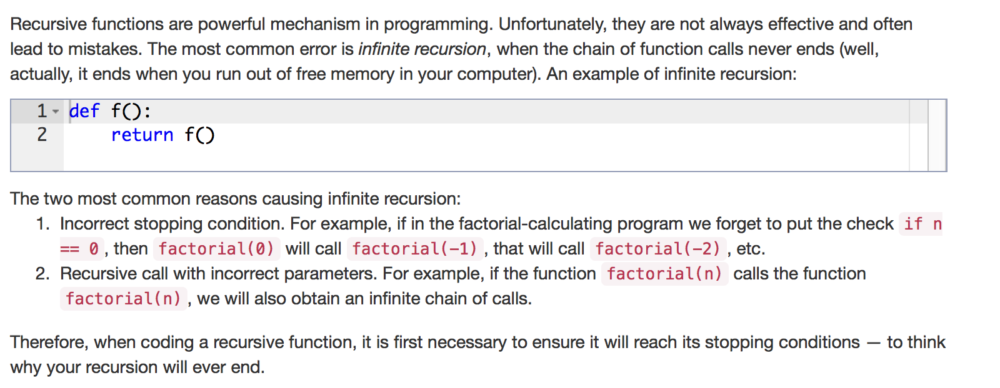 Recursive functions are powerful mechanism in programming. Unfortunately, they are not always effective and often
lead to mistakes. The most common error is infinite recursion, when the chain of function calls never ends (well,
actually, it ends when you run out of free memory in your computer). An example of infinite recursion:
1 def f():
2     return f()
The two most common reasons causing infinite recursion:
1. Incorrect stopping condition. For example, if in the factorial-calculating program we forget to put the check if n
== 0, then factorial(0) will call factorial(-1), that will call factorial(-2), etc.
2. Recursive call with incorrect parameters. For example, if the function factorial(n) calls the function
factorial(n), we will also obtain an infinite chain of calls.
Therefore, when coding a recursive function, it is first necessary to ensure it will reach its stopping conditions — to think
why your recursion will ever end.